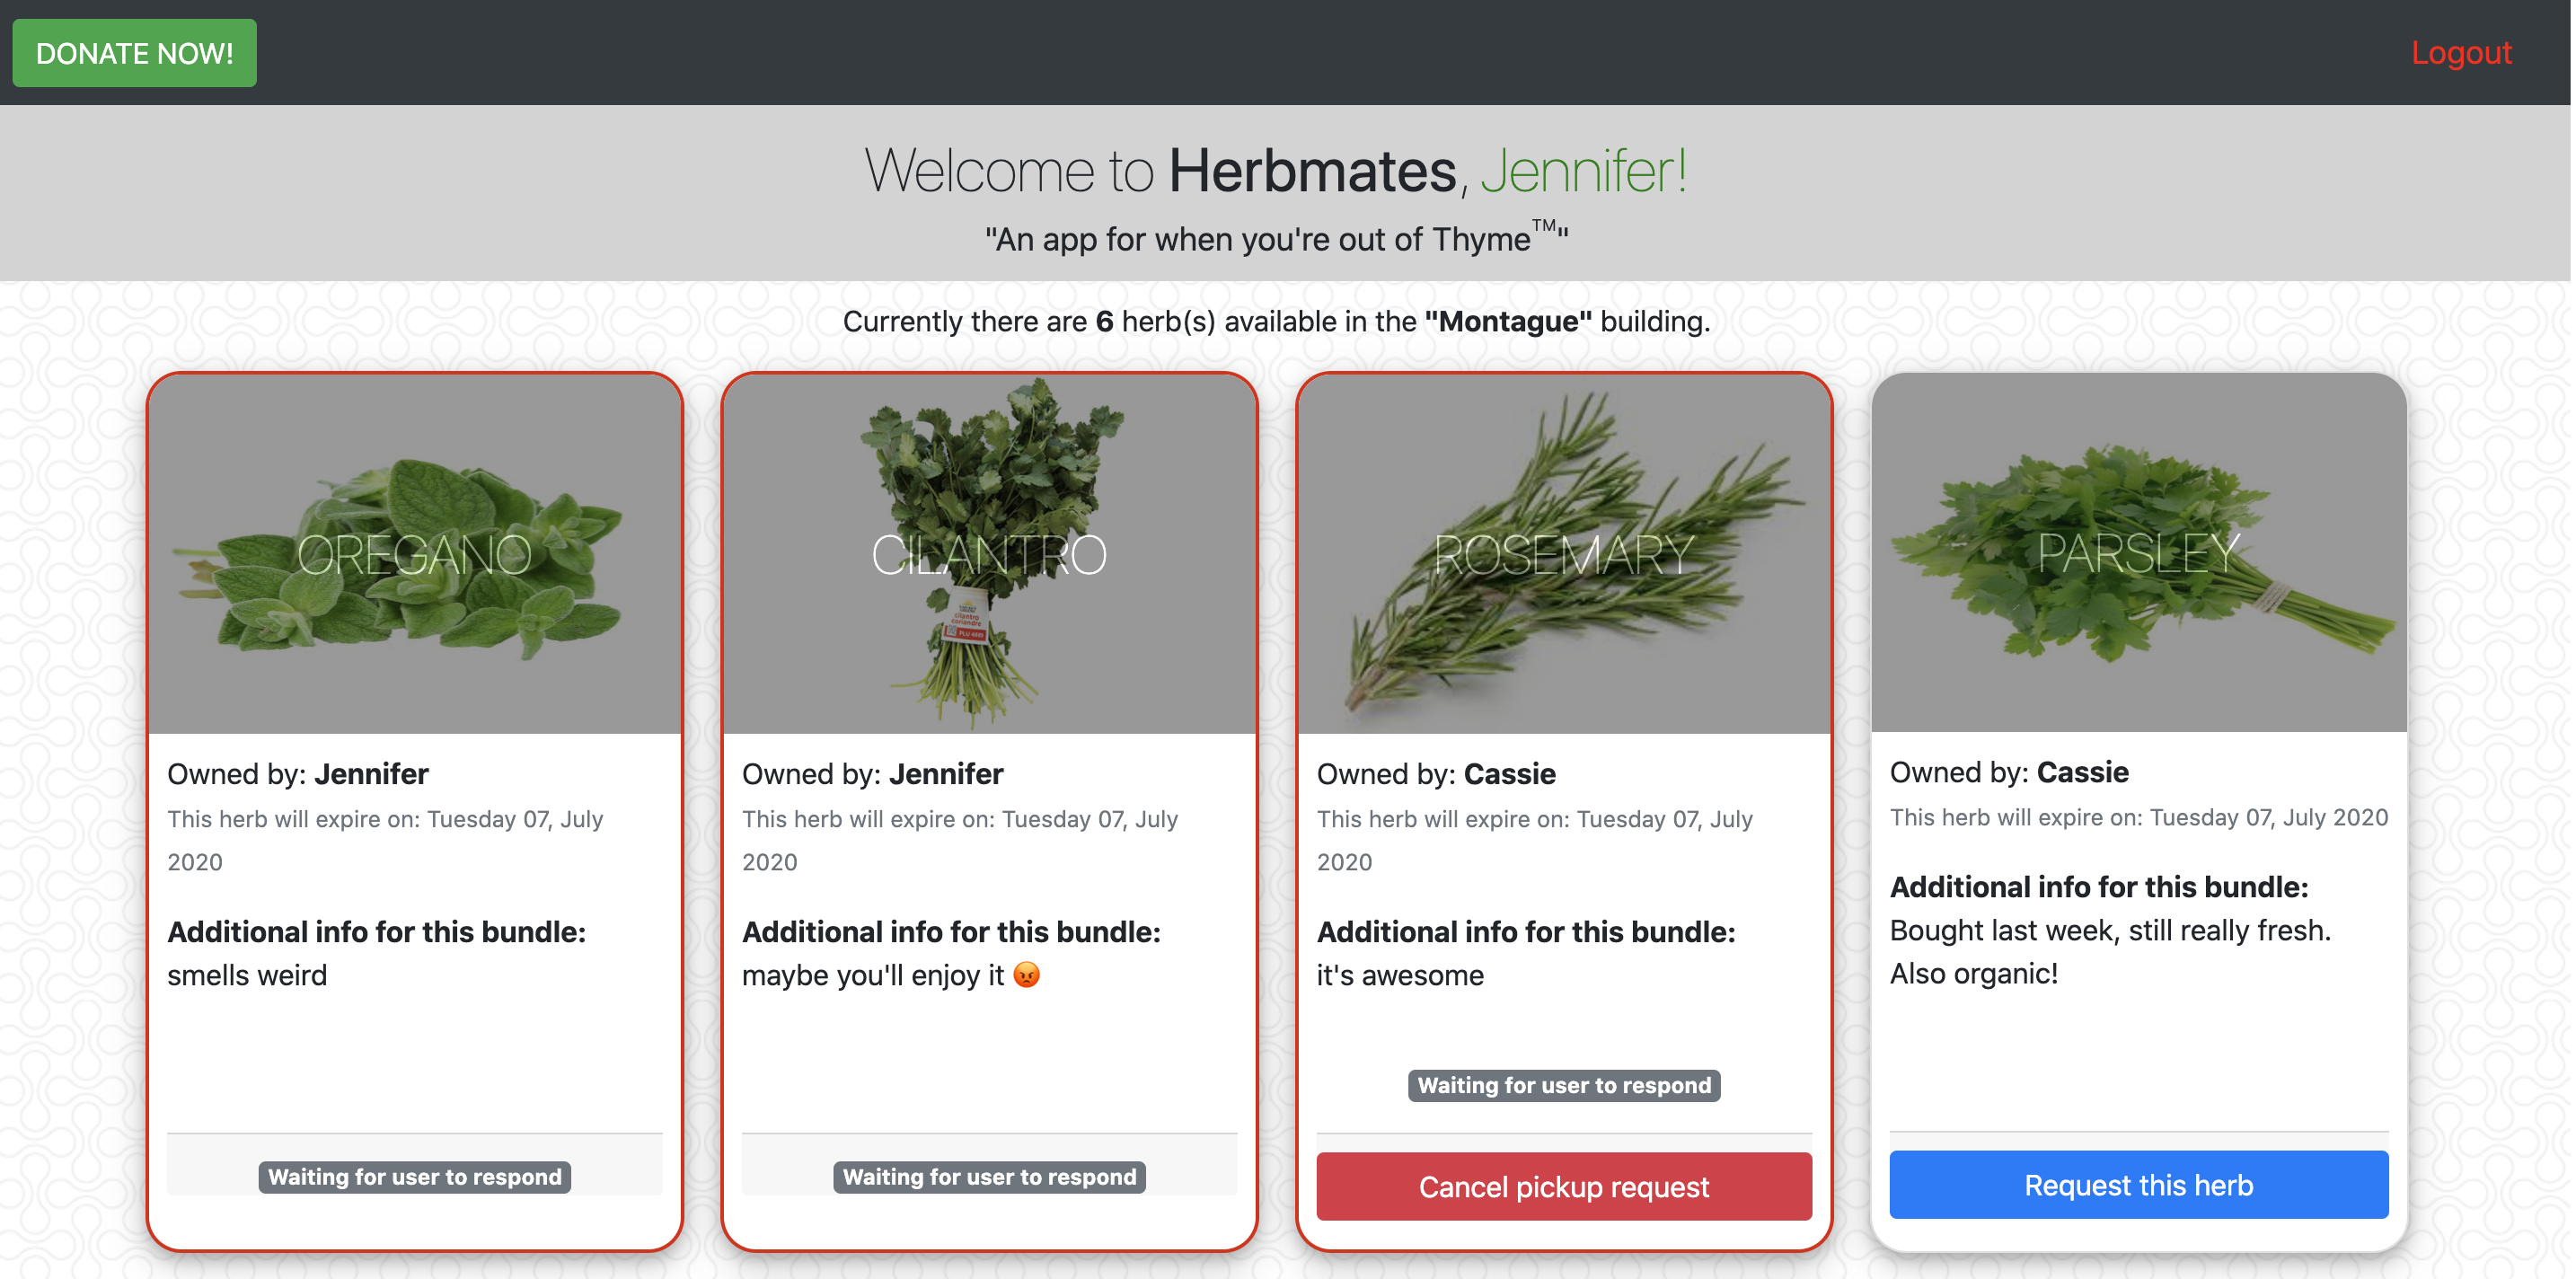 DONATE NOW!
Logout
Welcome to Herbmates, Jennifer!
"An app for when you're out of Thyme™"
Currently there are 6 herb(s) available in the "Montague" building.
OREGANO
Owned by: Jennifer
This herb will expire on: Tuesday 07, July
2020
Additional info for this bundle:
smells weird
Waiting for user to respond
CILANTRO
cilantro
coriandre
Owned by: Jennifer
This herb will expire on: Tuesday 07, July
2020
Additional info for this bundle:
maybe you'll enjoy it 😡
Waiting for user to respond
ROSEMARY
Owned by: Cassie
This herb will expire on: Tuesday 07, July
2020
Additional info for this bundle:
it's awesome
Waiting for user to respond
Cancel pickup request
PARSLEY
Owned by: Cassie
This herb will expire on: Tuesday 07, July 2020
Additional info for this bundle:
Bought last week, still really fresh.
Also organic!
Request this herb